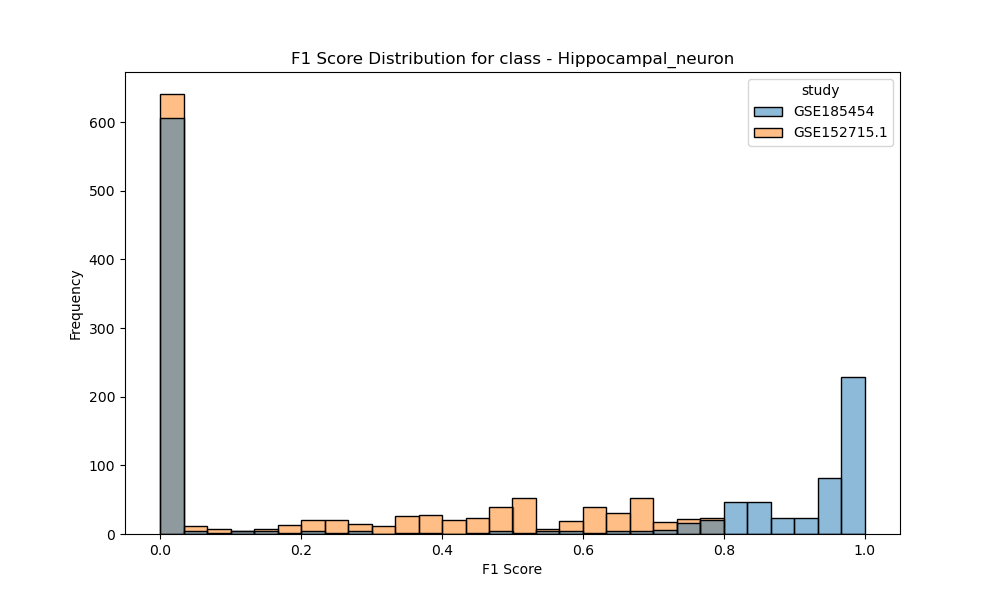 F1 Score Distribution for class - Hippocampal_neuron
study
GSE185454
GSE152715.1
Frequency
600
500
400
300
200
100
0
0.0 0.2 0.4 0.6 0.8 1.0
F1 Score